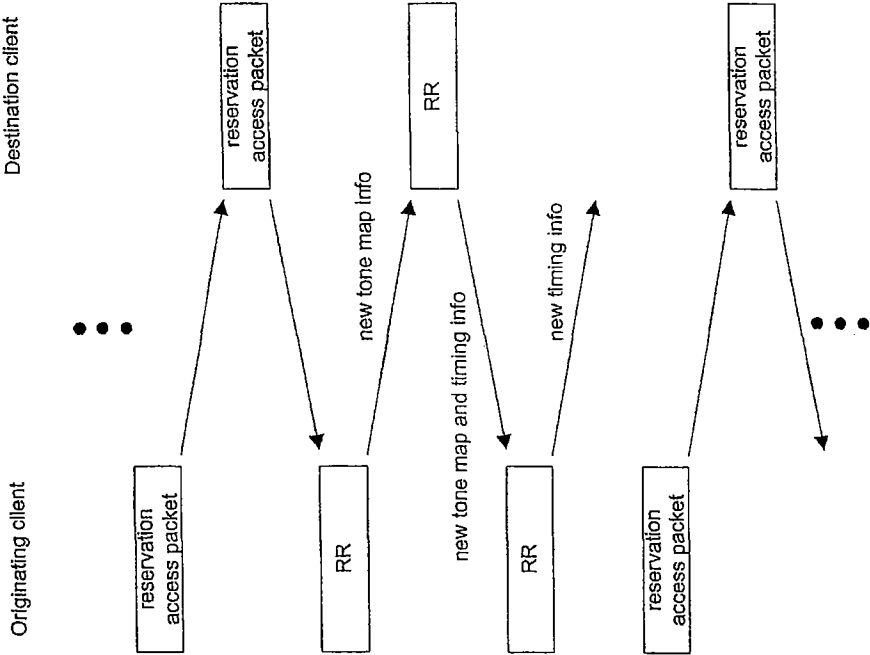 Originating client
Destination client
reservation
access packet
reservation
access packet
RR
new tone map info
RR
new tone map and timing info
RR
new timing info
reservation
access packet
reservation
access packet